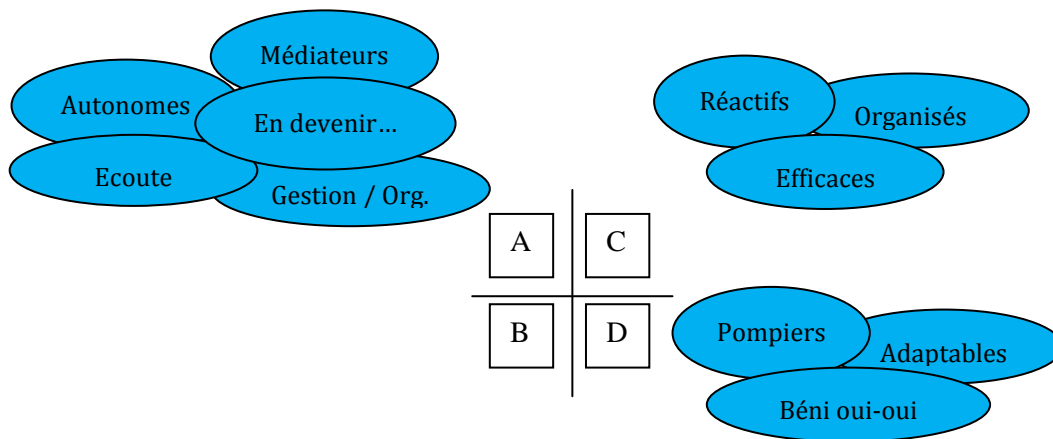 Médiateurs
Autonomes
En devenir…
Ecoute
Gestion / Org.
Réactifs
Organisés
Efficaces
A
C
B
D
Pompiers
Adaptables
Béni oui-oui